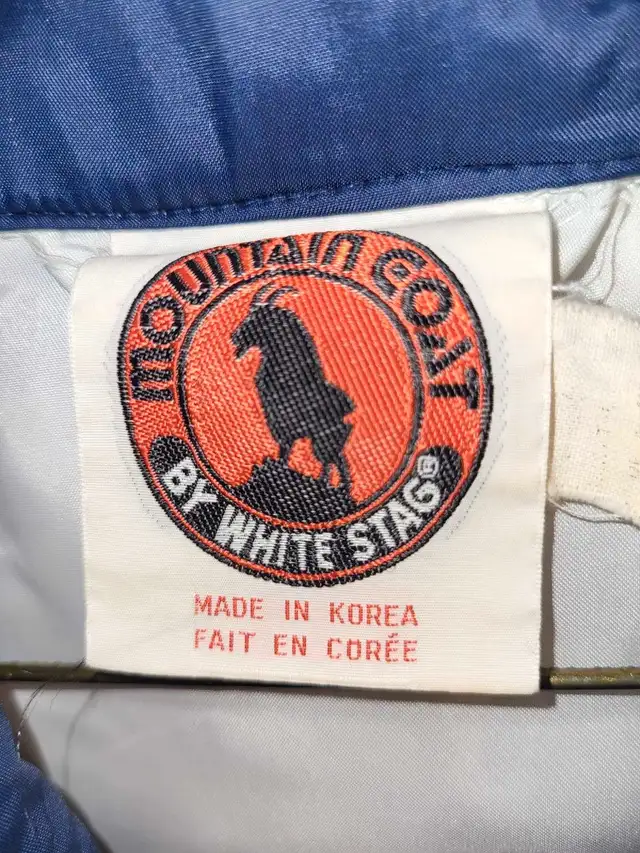 MOUNTAIN GOAT
BY WHITE STAG®
MADE IN KOREA
FAIT EN CORÉE